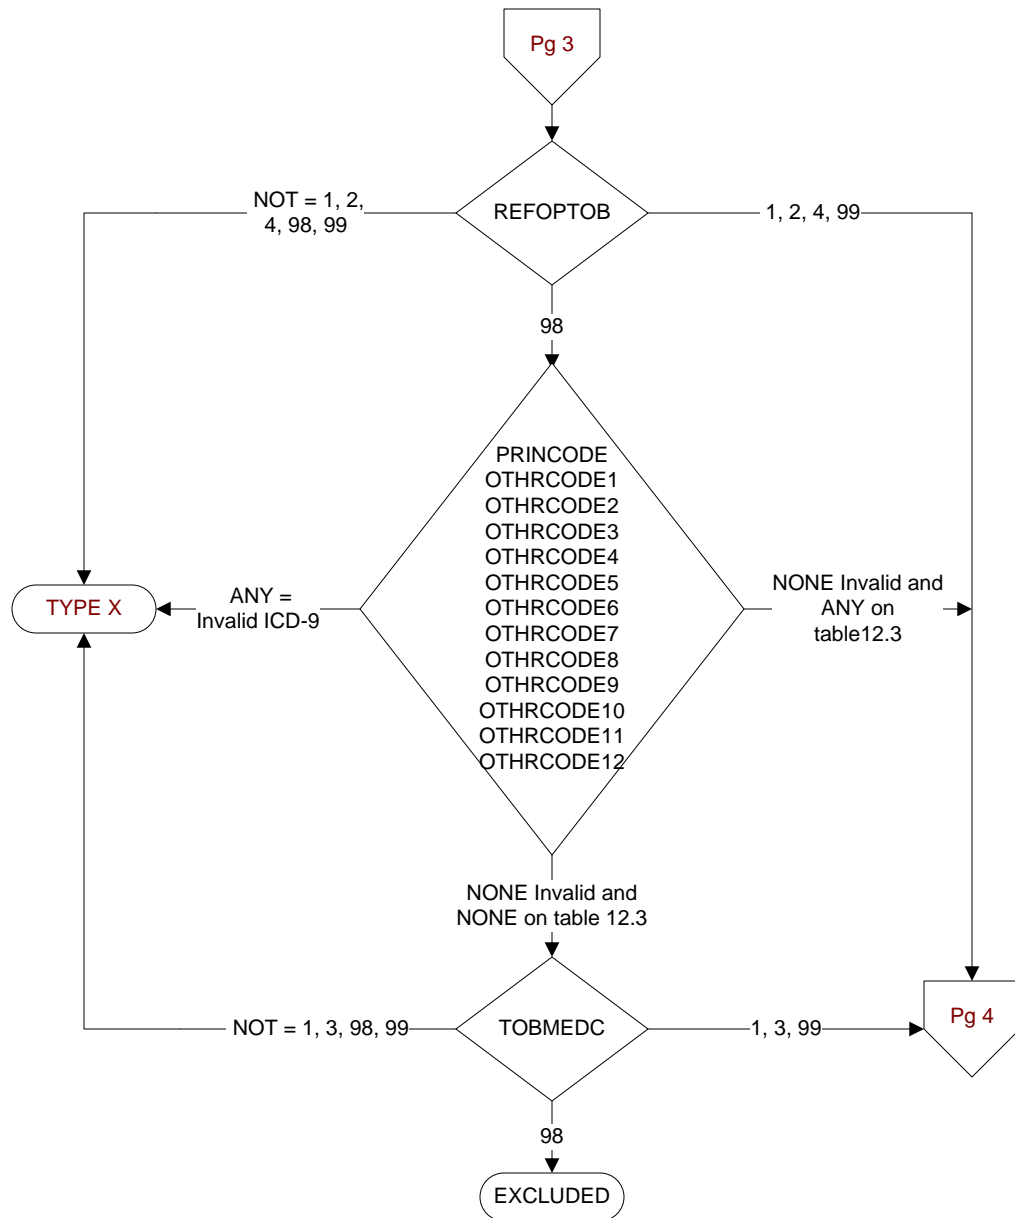 Pg 3
NOT = 1, 2,
4, 98, 99
REFOPTOB
1, 2, 4, 99
98
PRINCODE
OTHRCODE1
OTHRCODE2
OTHRCODE3
OTHRCODE4
OTHRCODE5
OTHRCODE6
OTHRCODE7
OTHRCODE8
OTHRCODE9
OTHRCODE10
OTHRCODE11
OTHRCODE12
TYPE X
ANY =
Invalid ICD-9
NONE Invalid and
ANY on
table12.3
NONE Invalid and
NONE on table 12.3
NOT = 1, 3, 98, 99
TOBMEDC
1, 3, 99
Pg 4
98
EXCLUDED